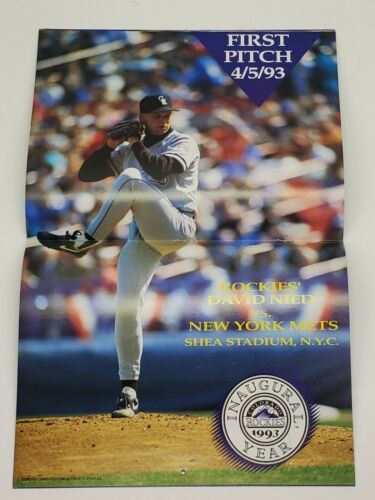 FIRST
PITCH
4/5/93
ROCKIES'
DAVID NIED
vs.
NEW YORK METS
SHEA STADIUM, N.Y.C.
INAUGURAL
COLORADO
ROCKIES
1993
YEAR